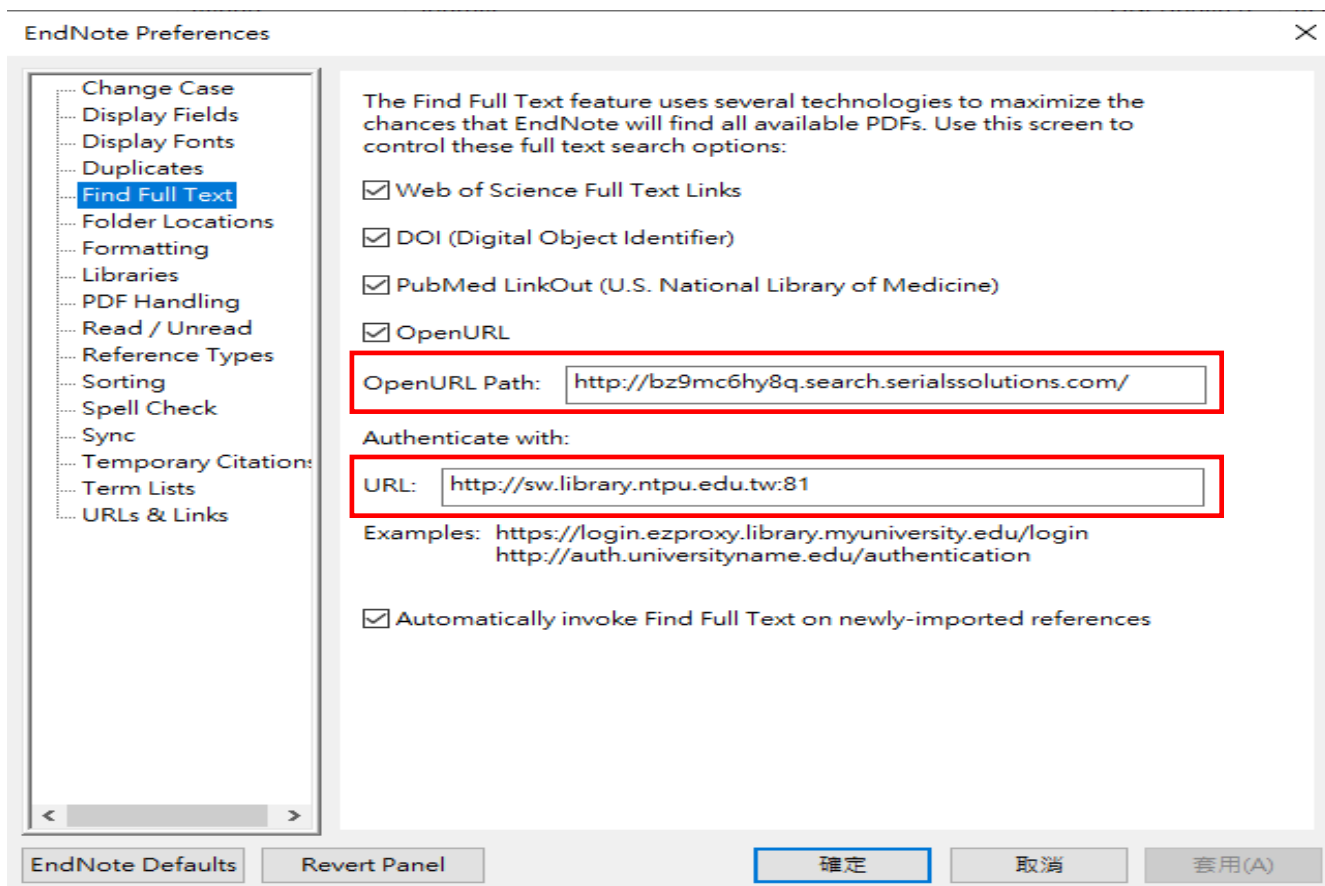 EndNote Preferences
Change Case
Display Fields
Display Fonts
Duplicates
Find Full Text
Folder Locations
Formatting
Libraries
PDF Handling
Read / Unread
Reference Types
Sorting
Spell Check
Sync
Temporary Citations
Term Lists
URLs & Links
The Find Full Text feature uses several technologies to maximize the
chances that EndNote will find all available PDFs. Use this screen to
control these full text search options:
Web of Science Full Text Links
DOI (Digital Object Identifier)
PubMed LinkOut (U.S. National Library of Medicine)
OpenURL
OpenURL Path: http://bz9mc6hy8q.search.serialssolutions.com/
Authenticate with:
URL: http://sw.library.ntpu.edu.tw:81
Examples: https://login.ezproxy.library.myuniversity.edu/login
http://auth.universityname.edu/authentication
Automatically invoke Find Full Text on newly-imported references
EndNote Defaults Revert Panel 確定 取消 套用(A)